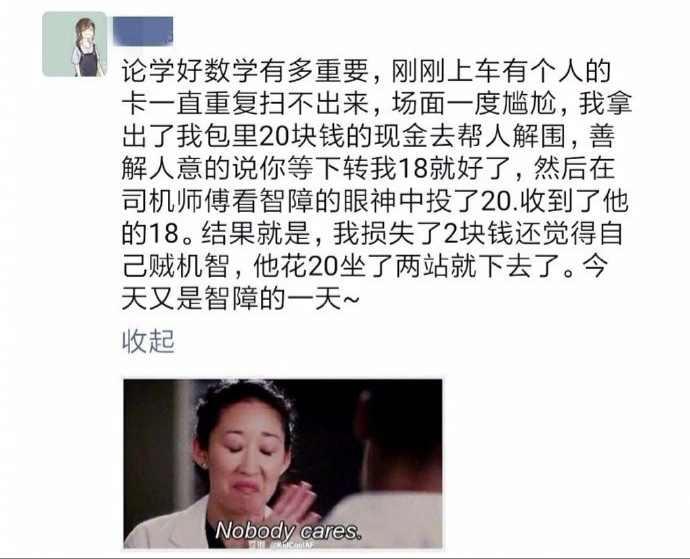 论学好数学有多重要，刚刚上车有个人的
卡一直重复扫不出来，场面一度尴尬，我拿
出了我包里20块钱的现金去帮人解围，善
解人意的说你等下转我18就好了，然后在
司机师傅看智障的眼神中投了20.收到了他
的18。结果就是，我损失了2块钱还觉得自
己贼机智，他花20坐了两站就下去了。今
天又是智障的一天~
收起
Nobody cares.
@KidCoolAF